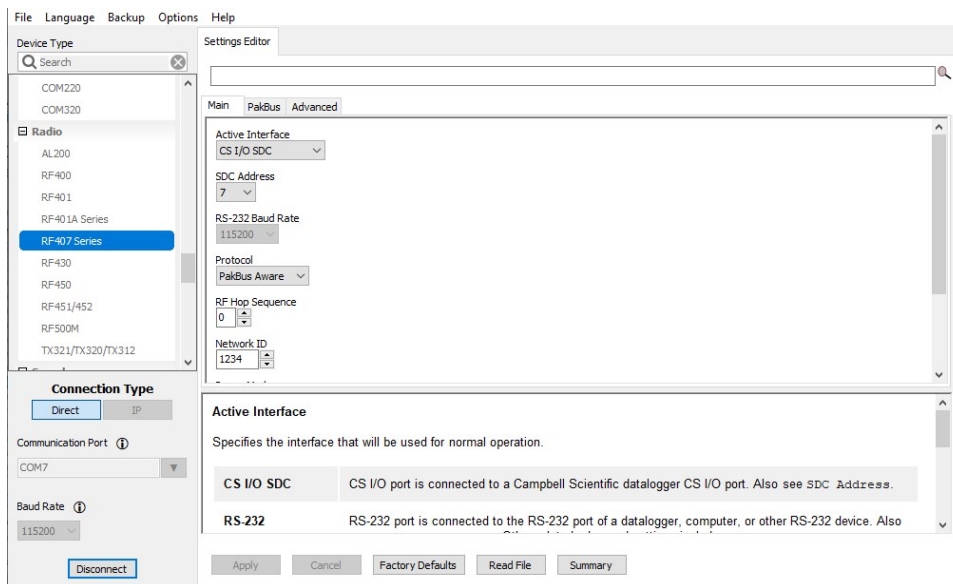 File Language Backup Options Help
Device Type
Search
COM220
COM320
Radio
AL200
RF400
RF401
RF401A Series
RF407 Series
RF430
RF450
RF451/452
RF500M
TX321/TX320/TX312
Connection Type
Direct IP
Communication Port
COM7
Baud Rate
115200
Disconnect
Settings Editor
Main PakBus Advanced
Active Interface
CS I/O SDC
SDC Address
7
RS-232 Baud Rate
115200
Protocol
PakBus Aware
RF Hop Sequence
0
Network ID
1234
Active Interface
Specifies the interface that will be used for normal operation.
CS I/O SDC CS I/O port is connected to a Campbell Scientific datalogger CS I/O port. Also see SDC Address.
RS-232 RS-232 port is connected to the RS-232 port of a datalogger, computer, or other RS-232 device. Also
Apply Cancel Factory Defaults Read File Summary